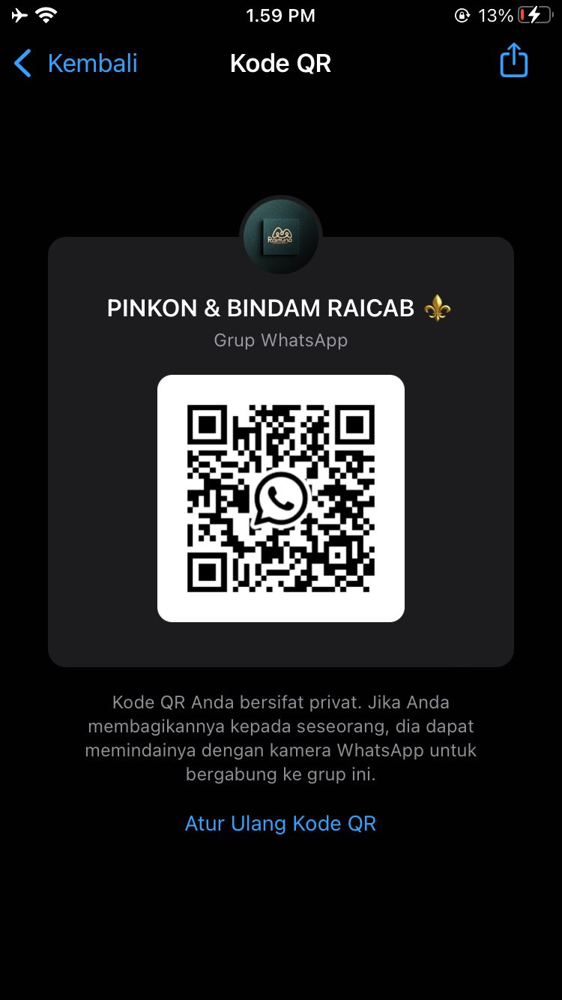 1.59 PM
13%
Kembali
Kode QR
Ramuna
PINKON & BINDAM RAICAB ⚜️
Grup WhatsApp
Kode QR Anda bersifat privat. Jika Anda
membagikannya kepada seseorang, dia dapat
memindainya dengan kamera WhatsApp untuk
bergabung ke grup ini.
Atur Ulang Kode QR